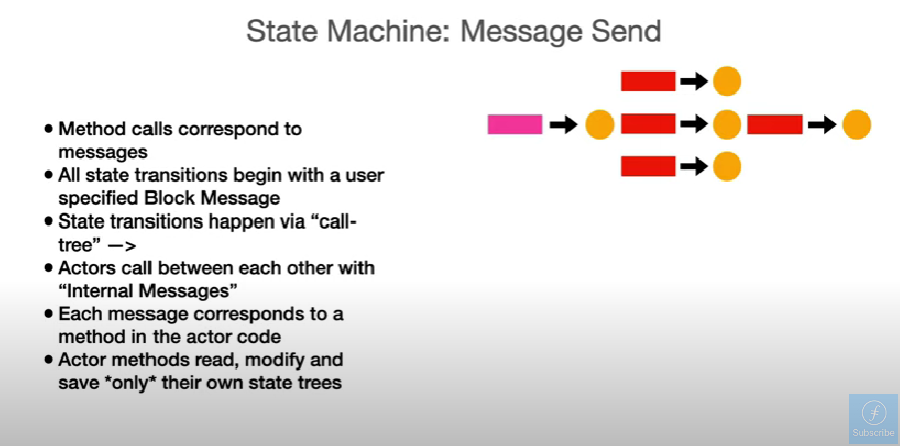 State Machine: Message Send
• Method calls correspond to
messages
• All state transitions begin with a user
specified Block Message
• State transitions happen via “call-
tree” —>
• Actors call between each other with
“Internal Messages”
• Each message corresponds to a
method in the actor code
• Actor methods read, modify and
save *only* their own state trees
Subscribe